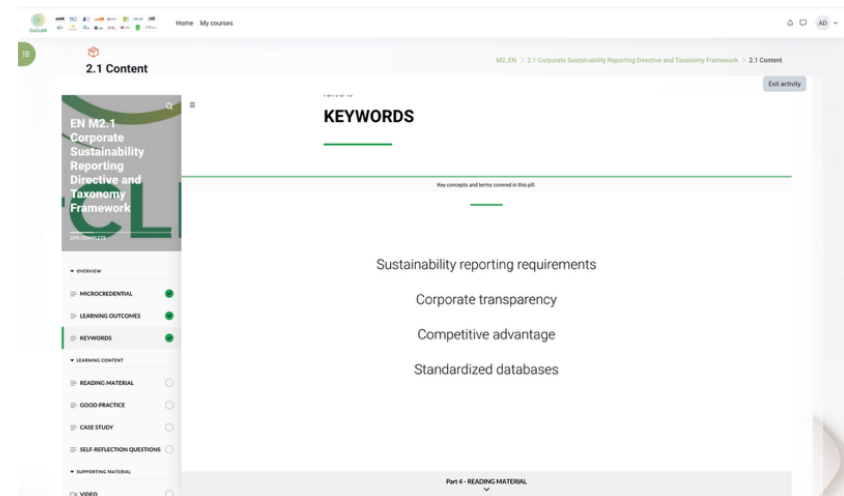 Home My courses
AD
2.1 Content
M2_EN > 2.1 Corporate Sustainability Reporting Directive and Taxonomy Framework > 2.1 Content
Exit activity
EN M2.1
Corporate
Sustainability
Reporting
Directive and
Taxonomy
Framework
COMPLETE
OVERVIEW
MICROCREDENTIAL
LEARNING OUTCOMES
KEYWORDS
LEARNING CONTENT
READING MATERIAL
GOOD PRACTICE
CASE STUDY
SELF-REFLECTION QUESTIONS
SUPPORTING MATERIAL
VIDEO
KEYWORDS
Key concepts and terms covered in this pill.
Sustainability reporting requirements
Corporate transparency
Competitive advantage
Standardized databases
Part 4 - READING MATERIAL